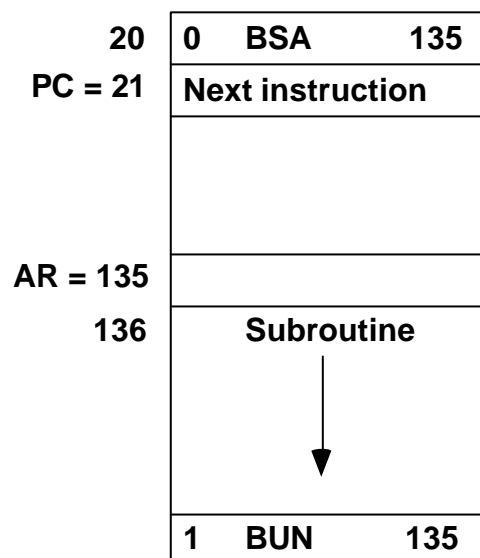 20 0 BSA 135
PC = 21 Next instruction
AR = 135
136 Subroutine
1 BUN 135